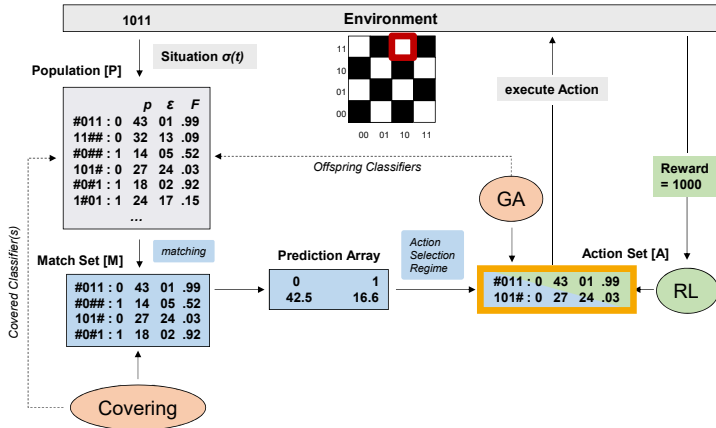 Environment
1011
Situation σ(t)
Population [P]
p ε F
#011 : 0 43 01 .99
11## : 0 32 13 .09
#0## : 1 14 05 .52
101# : 0 27 24 .03
#0#1 : 1 18 02 .92
1#01 : 1 24 17 .15
...
11
10
01
00
00 01 10 11
execute Action
Reward
= 1000
Offspring Classifiers
GA
Covered Classifier(s)
matching
Match Set [M]
#011 : 0 43 01 .99
#0## : 1 14 05 .52
101# : 0 27 24 .03
#0#1 : 1 18 02 .92
Prediction Array
0 1
42.5 16.6
Action
Selection
Regime
Action Set [A]
#011 : 0 43 01 .99
101# : 0 27 24 .03
RL
Covering